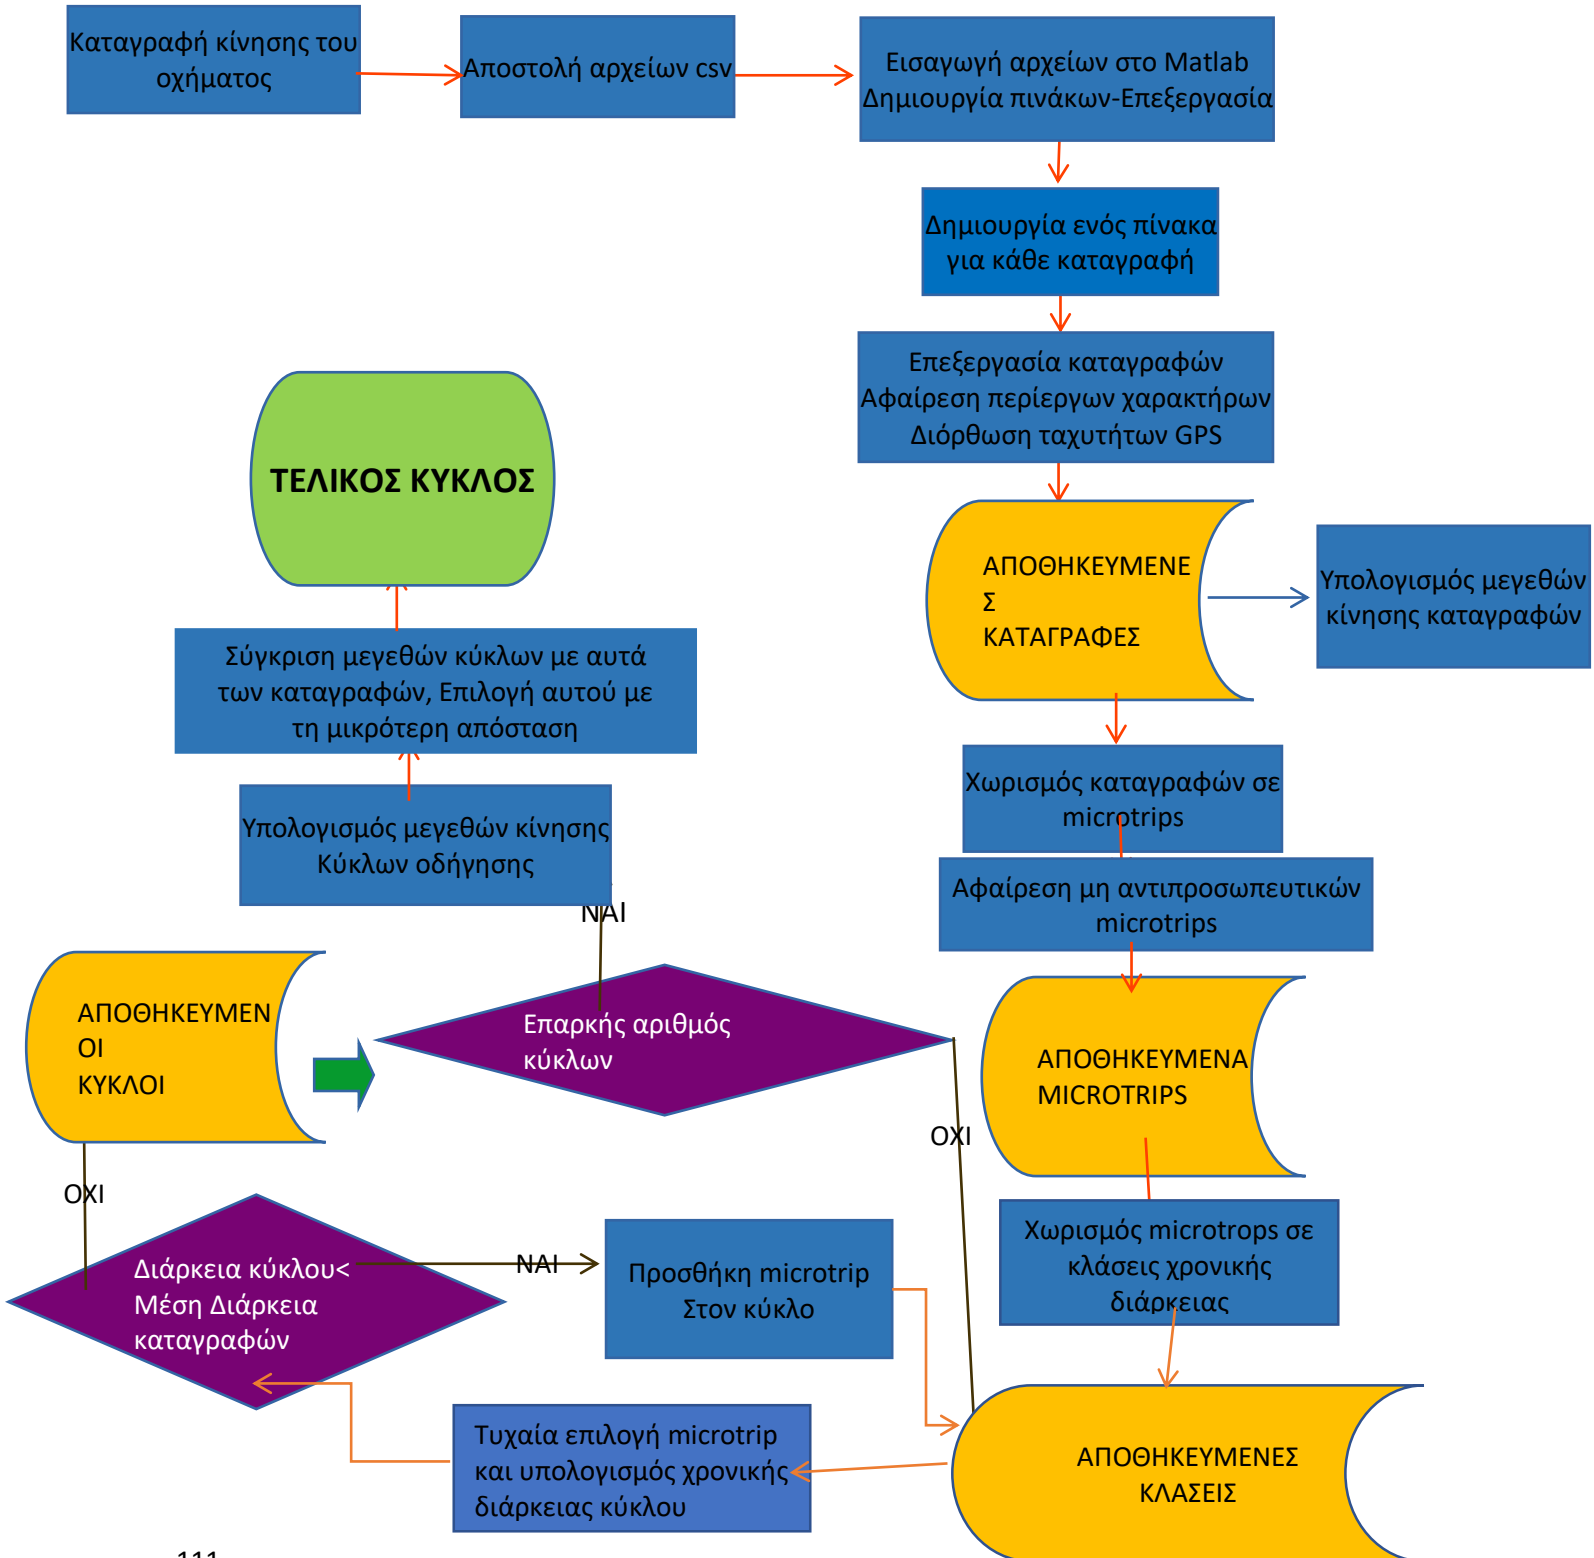 Καταγραφή κίνησης του
οχήματος
Αποστολή αρχείων csv
Εισαγωγή αρχείων στο Matlab
Δημιουργία πινάκων-Επεξεργασία
Δημιουργία ενός πίνακα
για κάθε καταγραφή
Επεξεργασία καταγραφών
Αφαίρεση περίεργων χαρακτήρων
Διόρθωση ταχυτήτων GPS
ΑΠΟΘΗΚΕΥΜΕΝΕ
Σ
ΚΑΤΑΓΡΑΦΕΣ
Υπολογισμός μεγεθών
κίνησης καταγραφών
ΤΕΛΙΚΟΣ ΚΥΚΛΟΣ
Σύγκριση μεγεθών κύκλων με αυτά
των καταγραφών, Επιλογή αυτού με
τη μικρότερη απόσταση
Χωρισμός καταγραφών σε
microtrips
Υπολογισμός μεγεθών κίνησης
Κύκλων οδήγησης
Αφαίρεση μη αντιπροσωπευτικών
microtrips
ΝΑΙ
ΑΠΟΘΗΚΕΥΜΕΝ
ΟΙ
ΚΥΚΛΟΙ
Επαρκής αριθμός
κύκλων
ΑΠΟΘΗΚΕΥΜΕΝΑ
MICROTRIPS
ΟΧΙ
ΟΧΙ
Διάρκεια κύκλου<
Μέση Διάρκεια
καταγραφών
ΝΑΙ
Προσθήκη microtrip
Στον κύκλο
Χωρισμός microtrops σε
κλάσεις χρονικής
διάρκειας
Τυχαία επιλογή microtrip
και υπολογισμός χρονικής
διάρκειας κύκλου
ΑΠΟΘΗΚΕΥΜΕΝΕΣ
ΚΛΑΣΕΙΣ
111